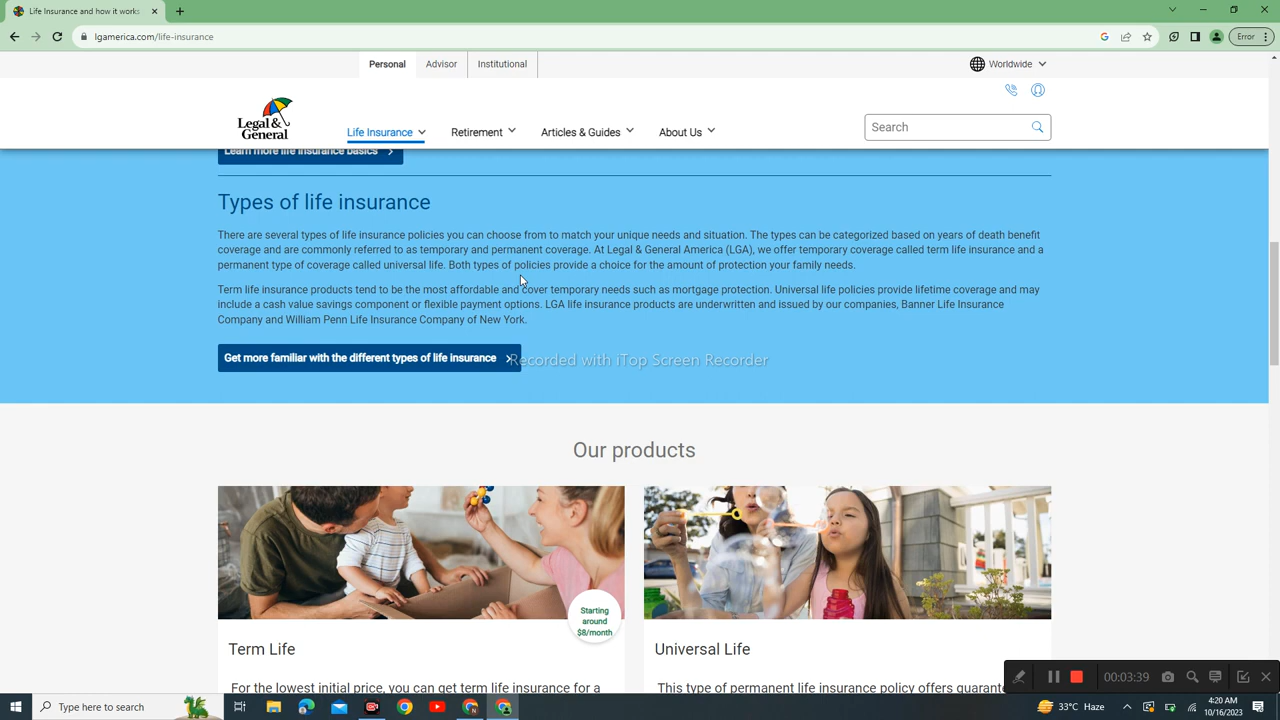 Life Insurance and how it works
lgamerica.com/life-insurance
Error
Personal
Advisor
Institutional
Worldwide
Legal &
General
Life Insurance
Retirement
Articles & Guides
About Us
Search
Learn more life insurance basics
Types of life insurance
There are several types of life insurance policies you can choose from to match your unique needs and situation. The types can be categorized based on years of death benefit
coverage and are commonly referred to as temporary and permanent coverage. At Legal & General America (LGA), we offer temporary coverage called term life insurance and a
permanent type of coverage called universal life. Both types of policies provide a choice for the amount of protection your family needs.
Term life insurance products tend to be the most affordable and cover temporary needs such as mortgage protection. Universal life policies provide lifetime coverage and may
include a cash value savings component or flexible payment options. LGA life insurance products are underwritten and issued by our companies, Banner Life Insurance
Company and William Penn Life Insurance Company of New York.
Get more familiar with the different types of life insurance
Recorded with iTop Screen Recorder
Our products
Starting
around
$8/month
Term Life
Universal Life
For the lowest initial price, you can get term life insurance for a
This type of permanent life insurance policy offers guarante
00:03:39
Type here to search
33°C Haze
4:20 AM
10/16/2023